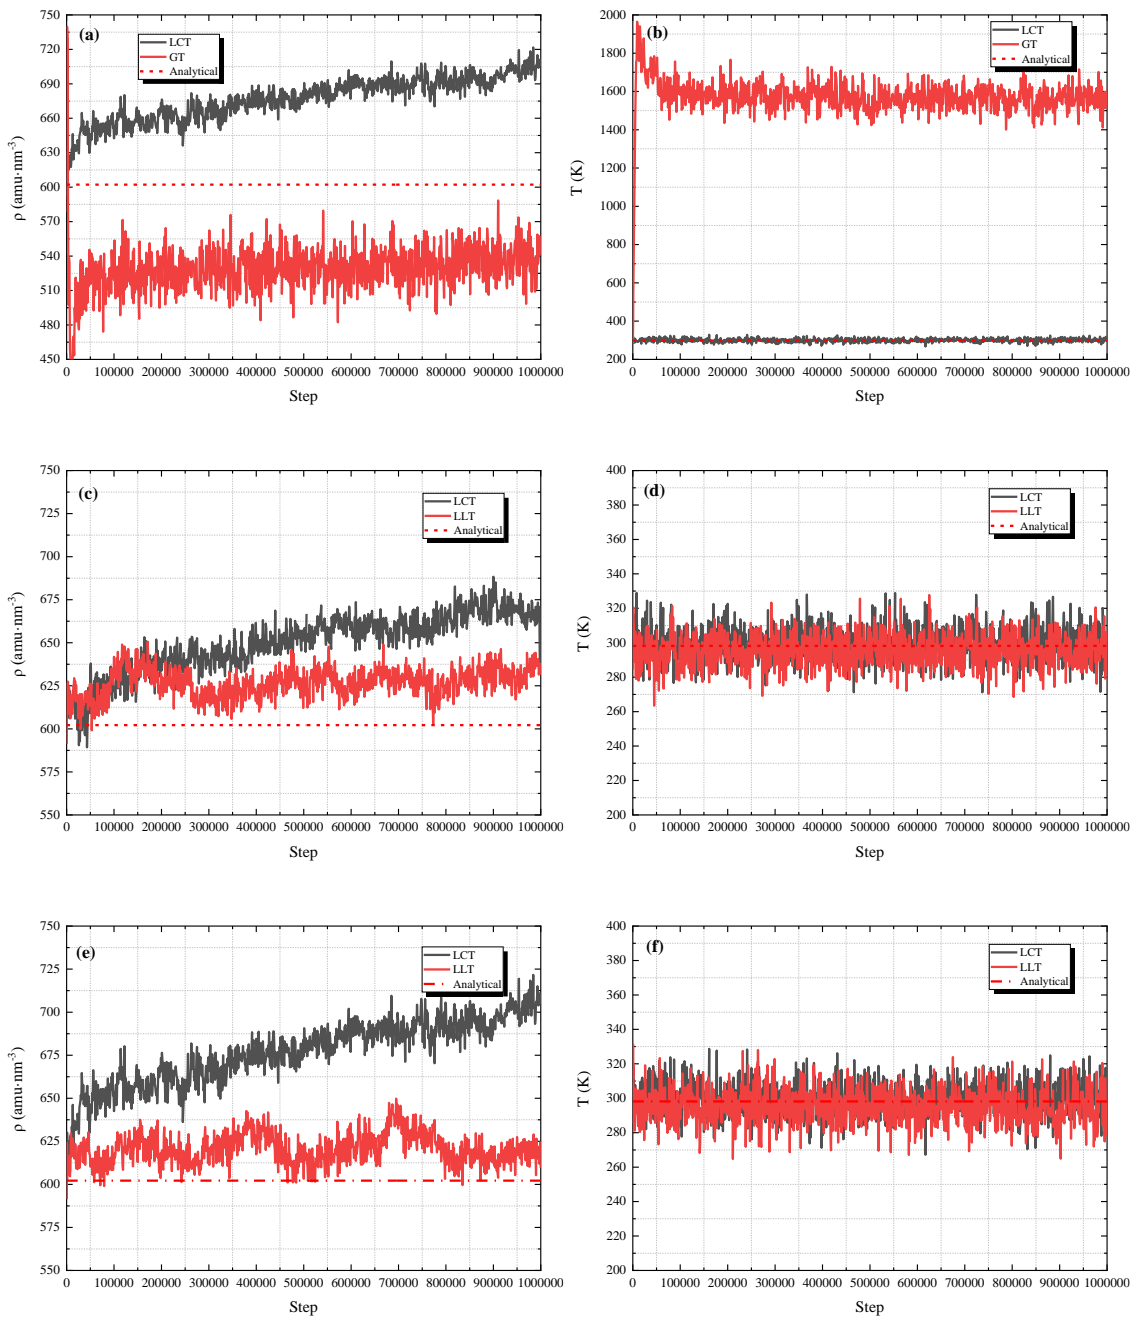 (a)
LCT
GT
Analytical
750
720
690
660
630
600
570
540
510
480
450
ρ (amu·nm⁻³)
0 100000 200000 300000 400000 500000 600000 700000 800000 900000 1000000
Step
(b)
LCT
GT
Analytical
2000
1800
1600
1400
1200
1000
800
600
400
200
T (K)
0 100000 200000 300000 400000 500000 600000 700000 800000 900000 1000000
Step
(c)
LCT
LLT
Analytical
750
725
700
675
650
625
600
575
550
ρ (amu·nm⁻³)
0 100000 200000 300000 400000 500000 600000 700000 800000 900000 1000000
Step
(d)
LCT
LLT
Analytical
400
380
360
340
320
300
280
260
240
220
200
T (K)
0 100000 200000 300000 400000 500000 600000 700000 800000 900000 1000000
Step
(e)
LCT
LLT
Analytical
750
725
700
675
650
625
600
575
550
ρ (amu·nm⁻³)
0 100000 200000 300000 400000 500000 600000 700000 800000 900000 1000000
Step
(f)
LCT
LLT
Analytical
400
380
360
340
320
300
280
260
240
220
200
T (K)
0 100000 200000 300000 400000 500000 600000 700000 800000 900000 1000000
Step